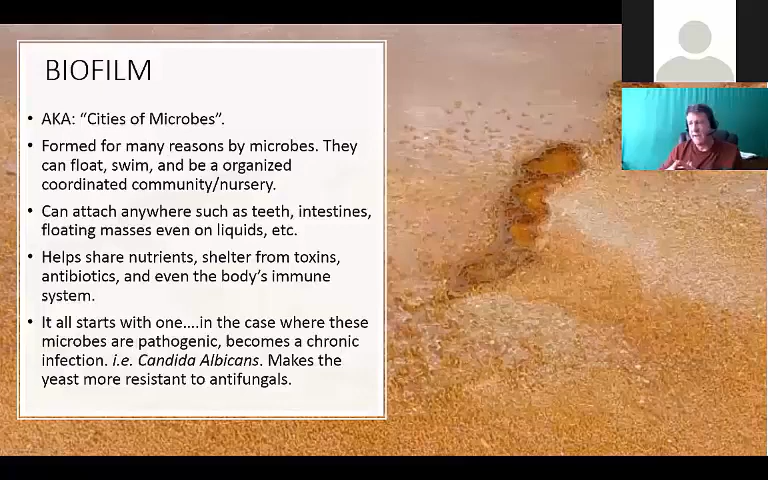 BIOFILM
• AKA: “Cities of Microbes”.
• Formed for many reasons by microbes. They
can float, swim, and be a organized
coordinated community/nursery.
• Can attach anywhere such as teeth, intestines,
floating masses even on liquids, etc.
• Helps share nutrients, shelter from toxins,
antibiotics, and even the body’s immune
system.
• It all starts with one....in the case where these
microbes are pathogenic, becomes a chronic
infection. i.e. Candida Albicans. Makes the
yeast more resistant to antifungals.